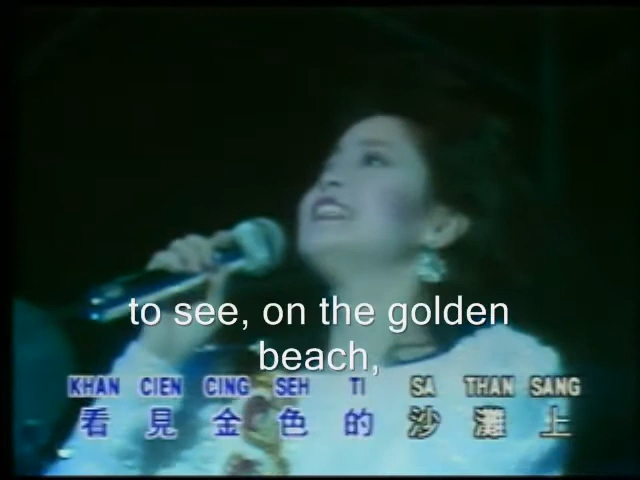 to see, on the golden
beach,
KHAN CIEN CING SEH TI SA THAN SANG
看見金色的沙灘上